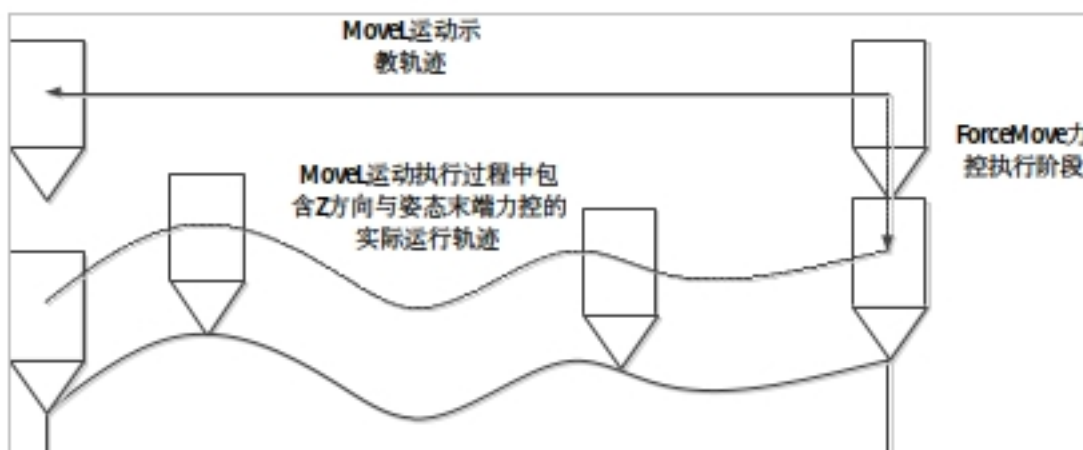 MoveL运动示
教轨迹
ForceMove力
控执行阶段
MoveL运动执行过程中包
含Z方向与姿态末端力控的
实际运行轨迹